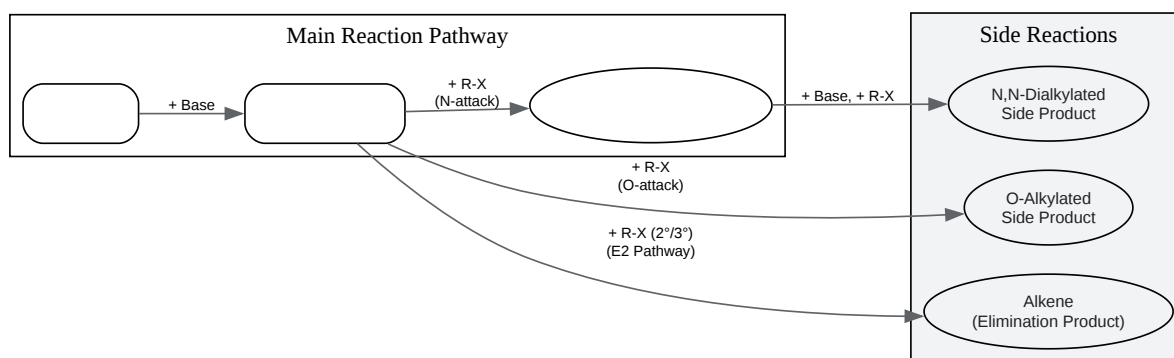 Main Reaction Pathway
Side Reactions
+ Base
+ R-X
(N-attack)
+ Base, + R-X
N,N-Dialkylated
Side Product
+ R-X
(O-attack)
O-Alkylated
Side Product
+ R-X (2°/3°)
(E2 Pathway)
Alkene
(Elimination Product)